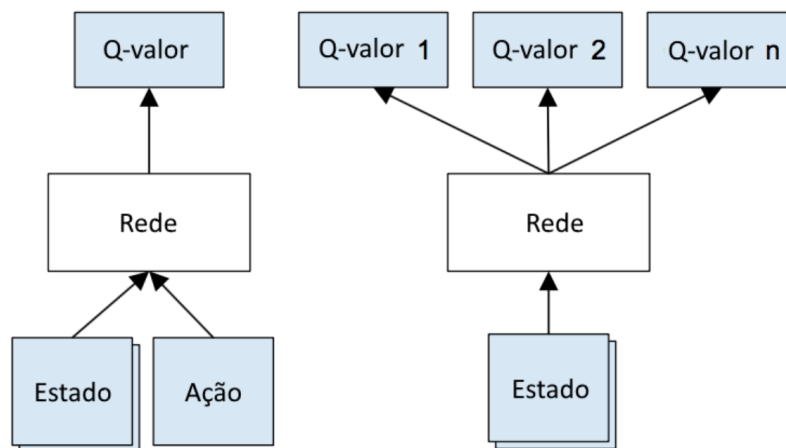 Q-valor
Q-valor 1
Q-valor 2
Q-valor n
Rede
Rede
Estado
Ação
Estado